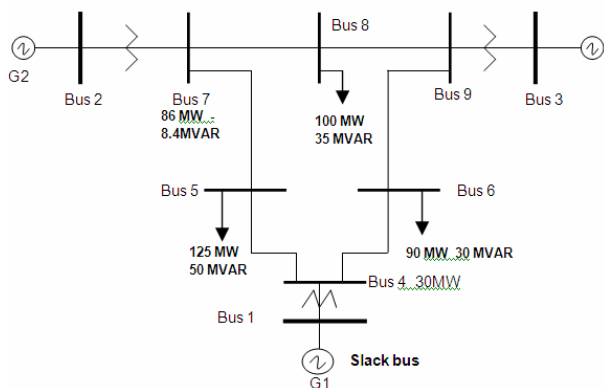 Bus 8
G2
Bus 2
Bus 7
Bus 9
Bus 3
86 MW -
8.4MVAR
100 MW
35 MVAR
Bus 5
Bus 6
125 MW
50 MVAR
90 MW 30 MVAR
Bus 4 30MW
Bus 1
Slack bus
G1